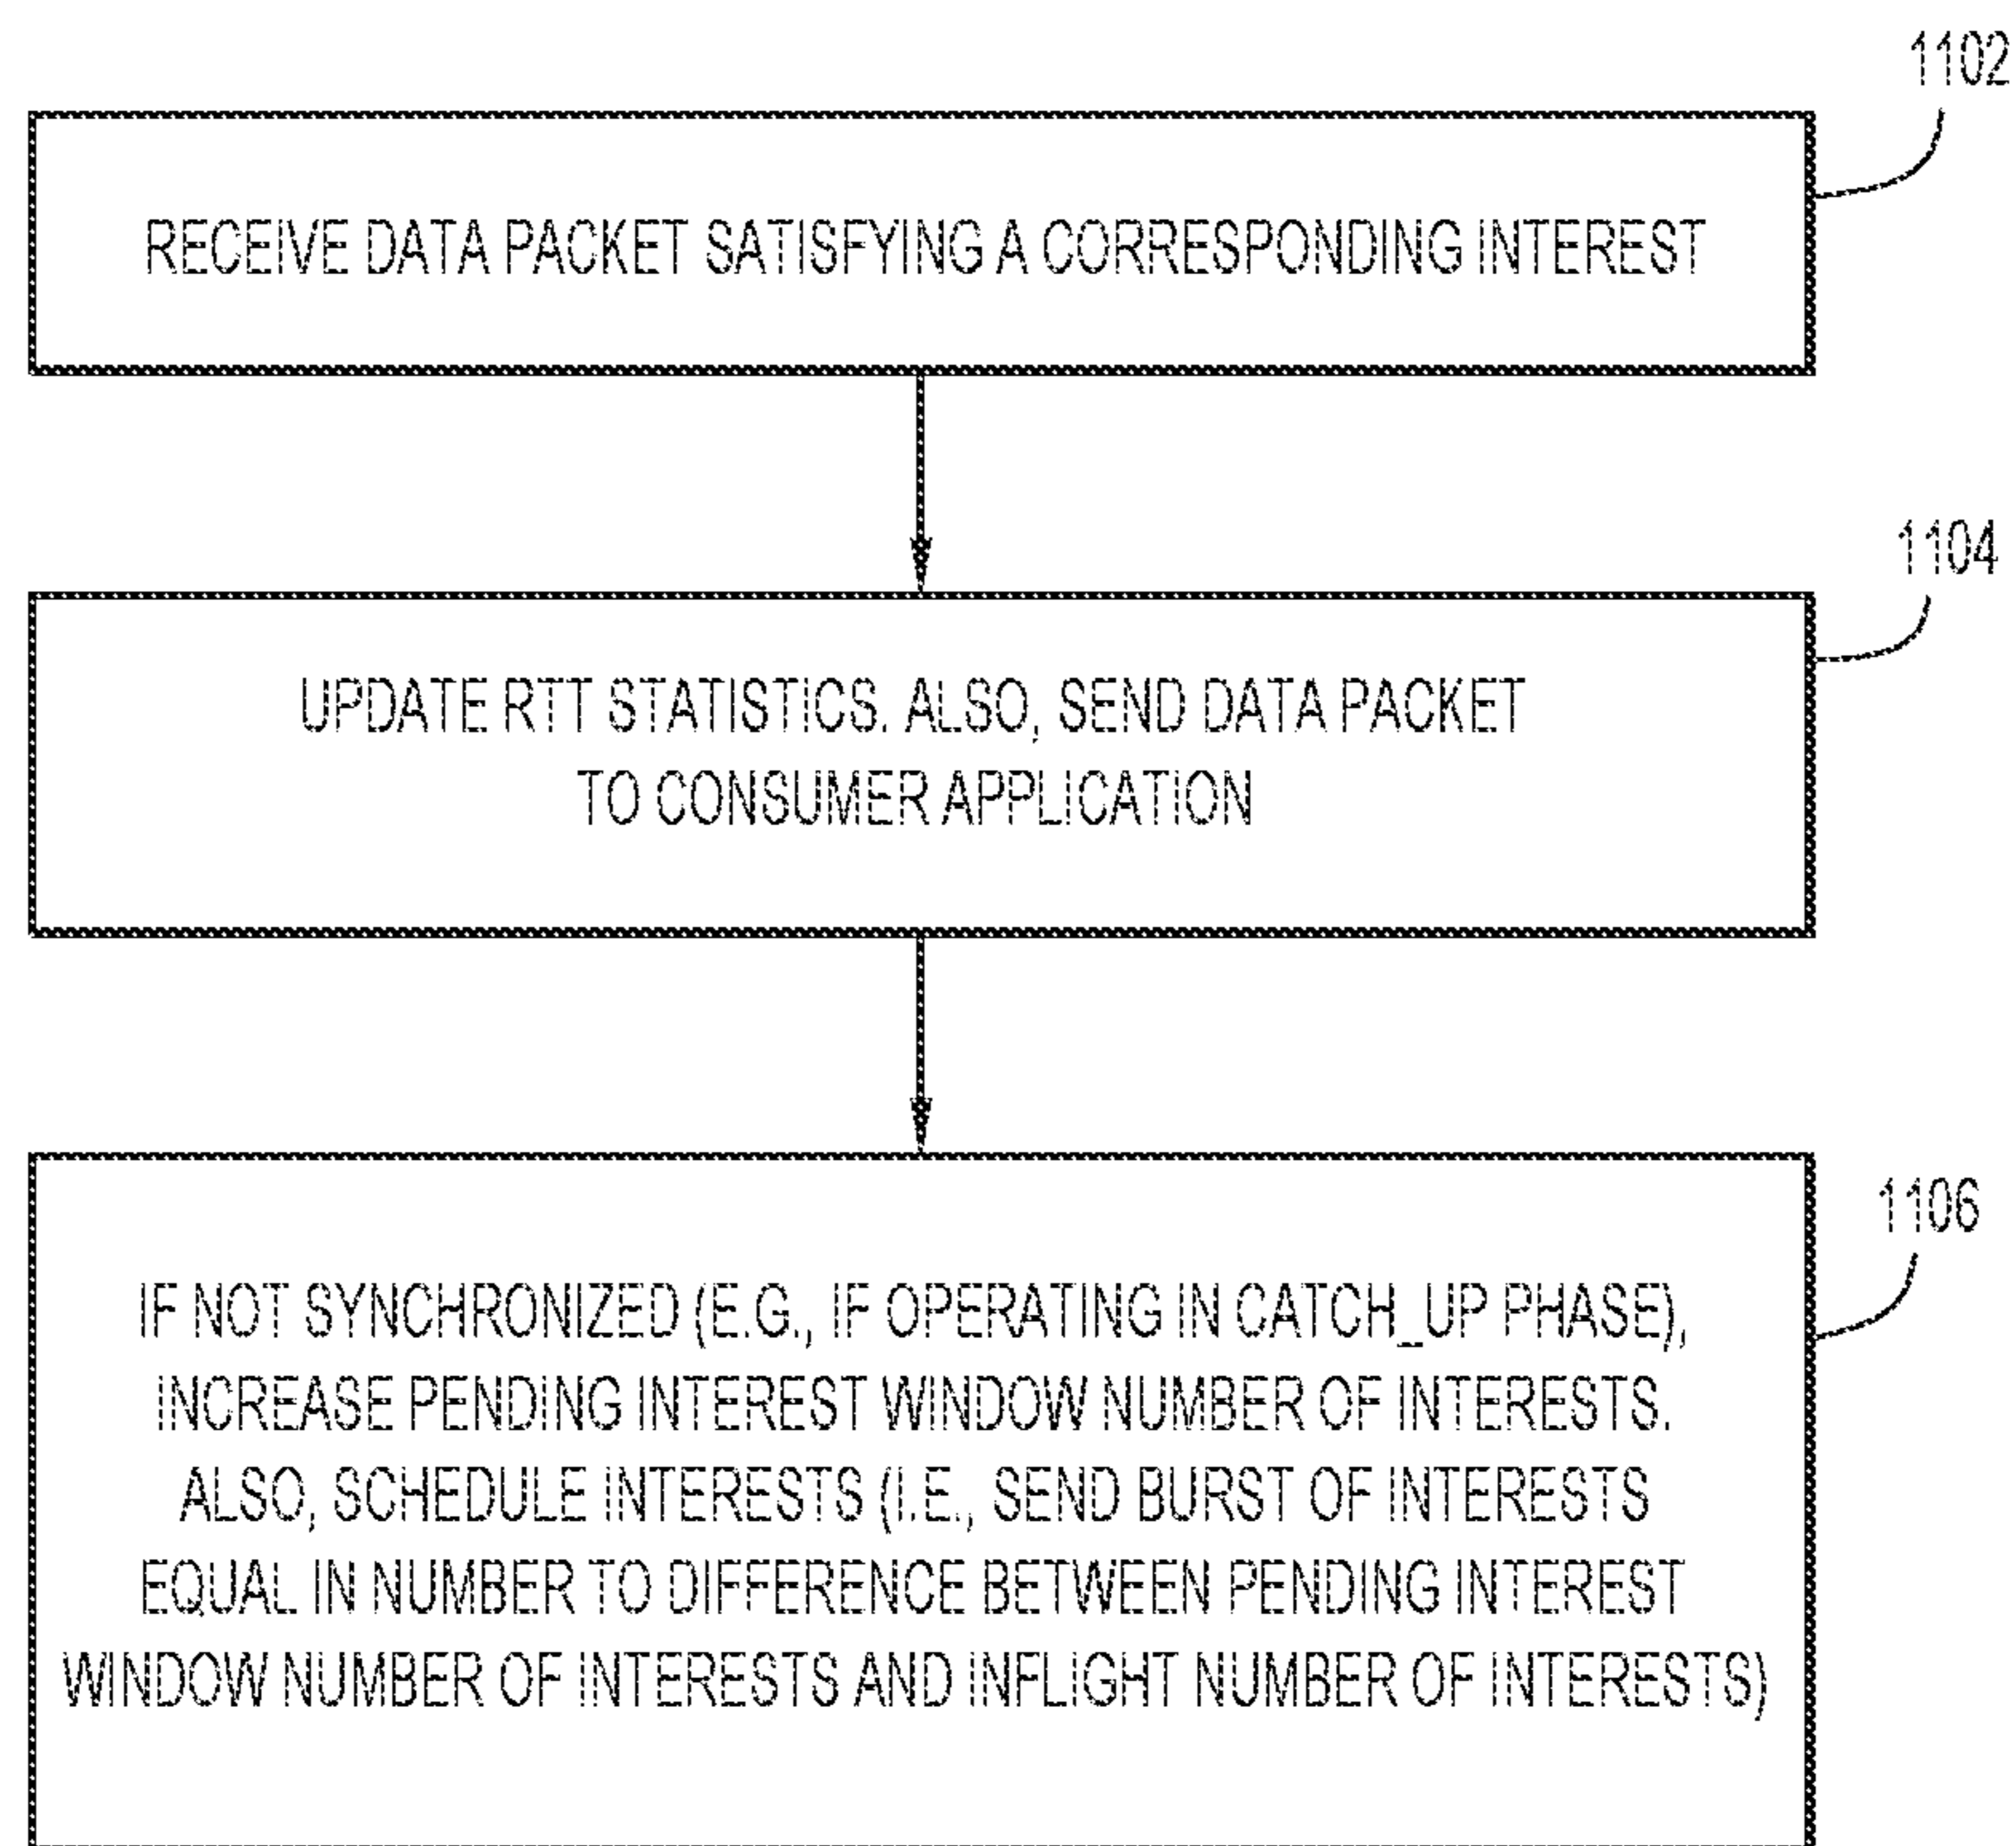 1102
RECEIVE DATA PACKET SATISFYING A CORRESPONDING INTEREST
1104
UPDATE RTT STATISTICS. ALSO, SEND DATA PACKET
TO CONSUMER APPLICATION
1106
IF NOT SYNCHRONIZED (E.G., IF OPERATING IN CATCH_UP PHASE),
INCREASE PENDING INTEREST WINDOW NUMBER OF INTERESTS.
ALSO, SCHEDULE INTERESTS (I.E., SEND BURST OF INTERESTS
EQUAL IN NUMBER TO DIFFERENCE BETWEEN PENDING INTEREST
WINDOW NUMBER OF INTERESTS AND INFLIGHT NUMBER OF INTERESTS)